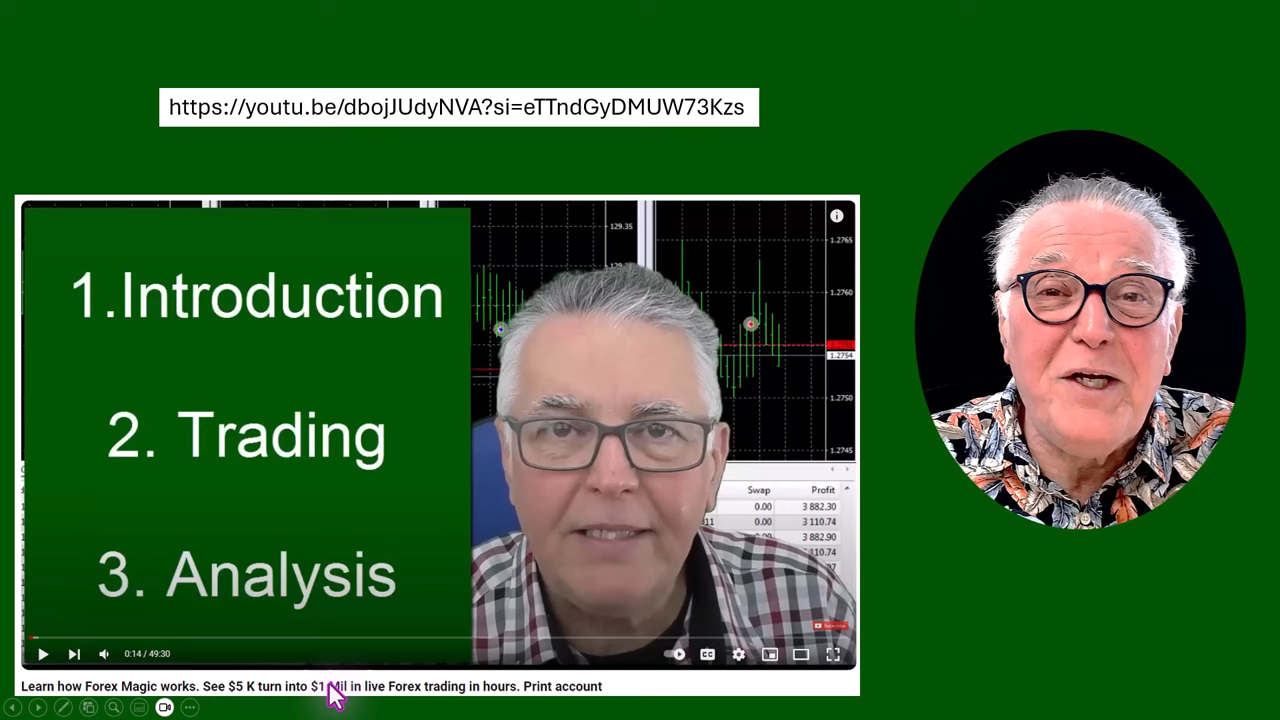 https://youtu.be/dbojJUdyNVA?si=eTTndGyDMUW73Kzs
1.Introduction
2. Trading
3. Analysis
129.35
1.2765
1.2760
1.2754
1.2750
1.2745
Swap Profit
0.00 3 882.30
0.00 3 110.74
3 882.90
110.74
0:14 / 49:30
Learn how Forex Magic works. See $5 K turn into $1 Mil in live Forex trading in hours. Print account